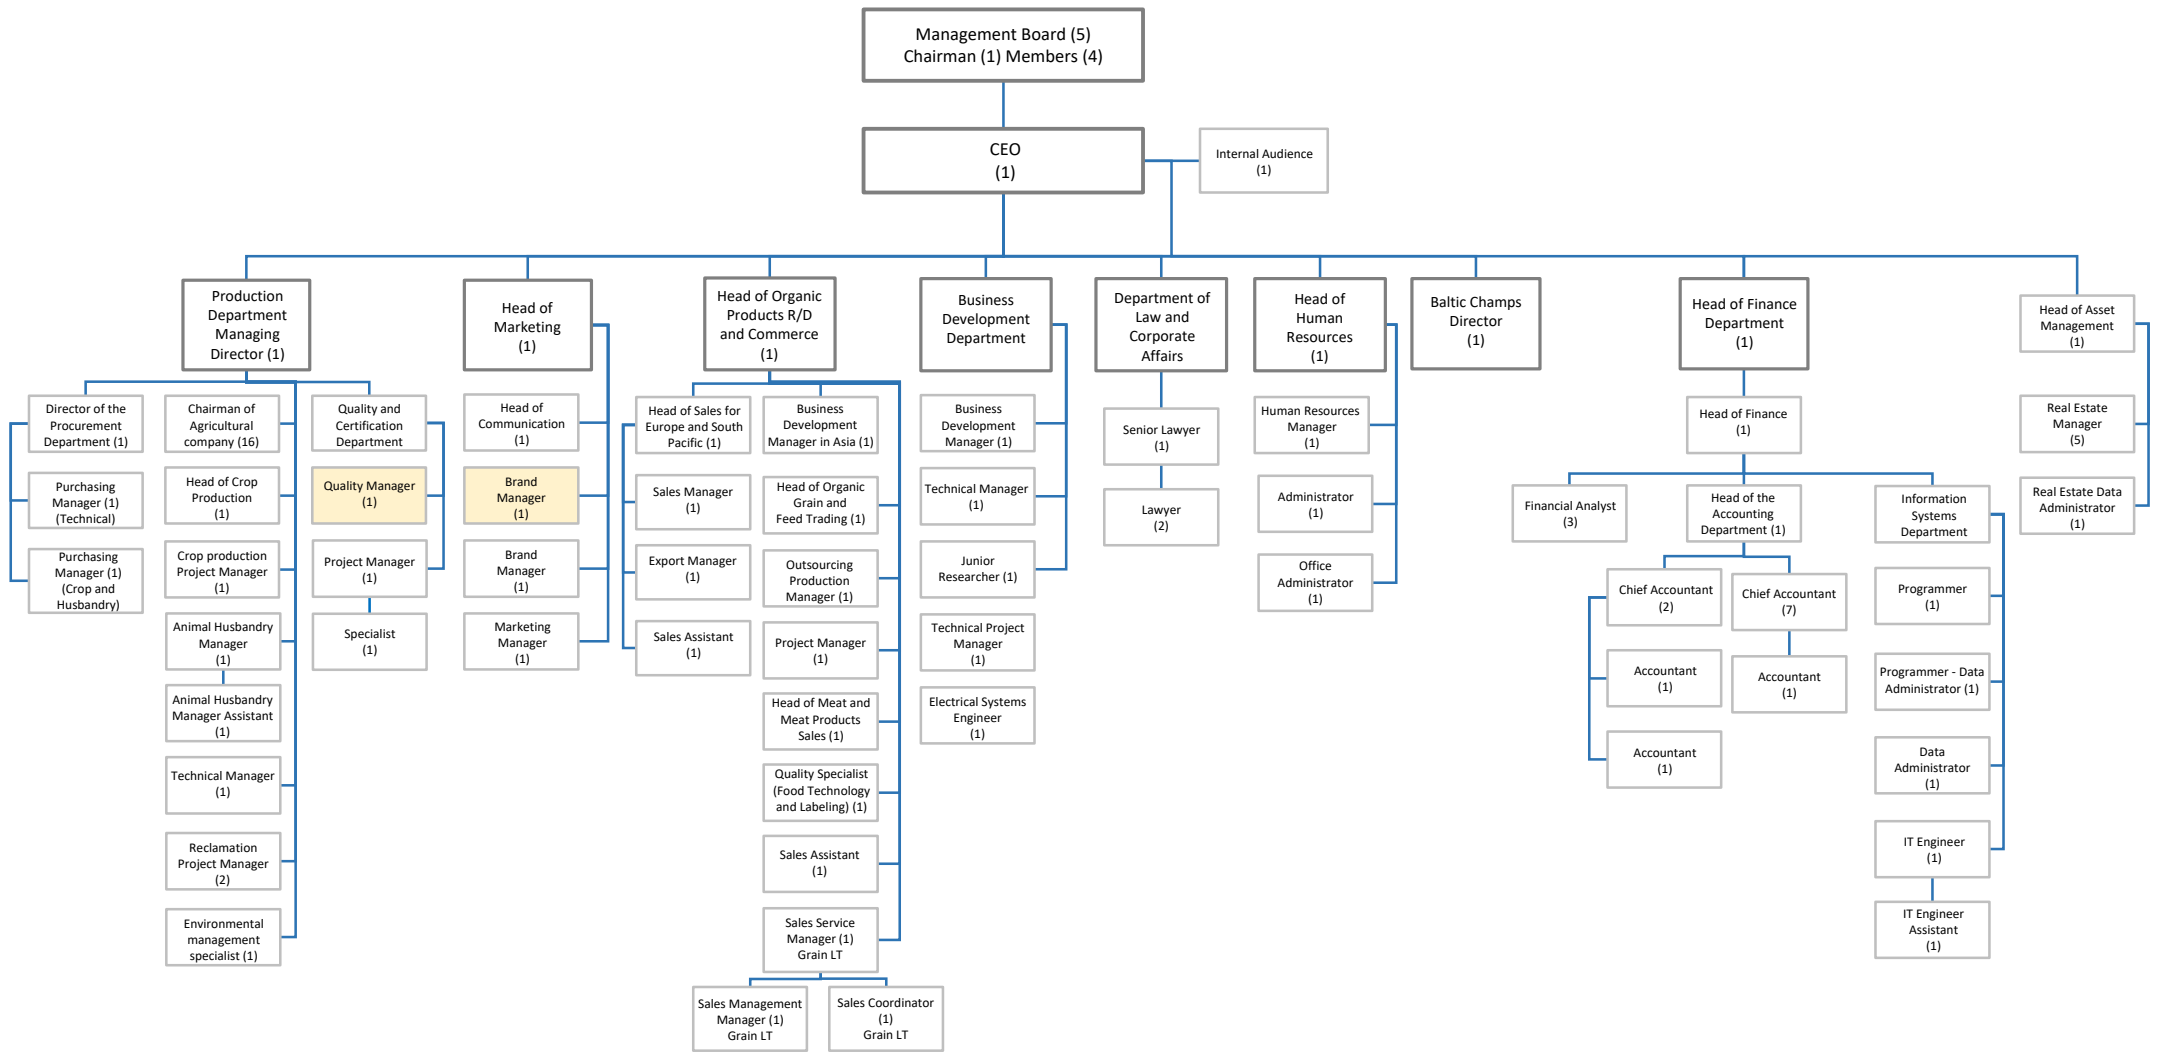 Management Board (5)
Chairman (1) Members (4)
CEO
(1)
Internal Audience
(1)
Production
Department
Managing
Director (1)
Director of the
Procurement
Department (1)
Purchasing
Manager (1)
(Technical)
Purchasing
Manager (1)
(Crop and
Husbandry)
Chairman of
Agricultural
company (16)
Head of Crop
Production
(1)
Crop production
Project Manager
(1)
Animal Husbandry
Manager
(1)
Animal Husbandry
Manager Assistant
(1)
Technical Manager
(1)
Reclamation
Project Manager
(2)
Environmental
management
specialist (1)
Quality and
Certification
Department
Quality Manager
(1)
Project Manager
(1)
Specialist
(1)
Head of
Marketing
(1)
Head of
Communication
(1)
Brand
Manager
(1)
Brand
Manager
(1)
Marketing
Manager
(1)
Head of Organic
Products R/D
and Commerce
(1)
Head of Sales for
Europe and South
Pacific (1)
Sales Manager
(1)
Export Manager
(1)
Sales Assistant
(1)
Business
Development
Manager in Asia (1)
Head of Organic
Grain and
Feed Trading (1)
Outsourcing
Production
Manager (1)
Project Manager
(1)
Head of Meat and
Meat Products
Sales (1)
Quality Specialist
(Food Technology
and Labeling) (1)
Sales Assistant
(1)
Sales Service
Manager (1)
Grain LT
Sales Management
Manager (1)
Grain LT
Sales Coordinator
(1)
Grain LT
Business
Development
Department
Business
Development
Manager (1)
Technical Manager
(1)
Junior
Researcher (1)
Technical Project
Manager
(1)
Electrical Systems
Engineer
(1)
Department of
Law and
Corporate
Affairs
Senior Lawyer
(1)
Lawyer
(2)
Head of
Human
Resources
(1)
Human Resources
Manager
(1)
Administrator
(1)
Office
Administrator
(1)
Baltic Champs
Director
(1)
Head of Finance
Department
(1)
Head of Finance
(1)
Financial Analyst
(3)
Head of the
Accounting
Department (1)
Chief Accountant
(2)
Accountant
(1)
Accountant
(1)
Chief Accountant
(7)
Accountant
(1)
Information
Systems
Department
Programmer
(1)
Programmer - Data
Administrator (1)
Data
Administrator
(1)
IT Engineer
(1)
IT Engineer
Assistant
(1)
Head of Asset
Management
(1)
Real Estate
Manager
(5)
Real Estate Data
Administrator
(1)